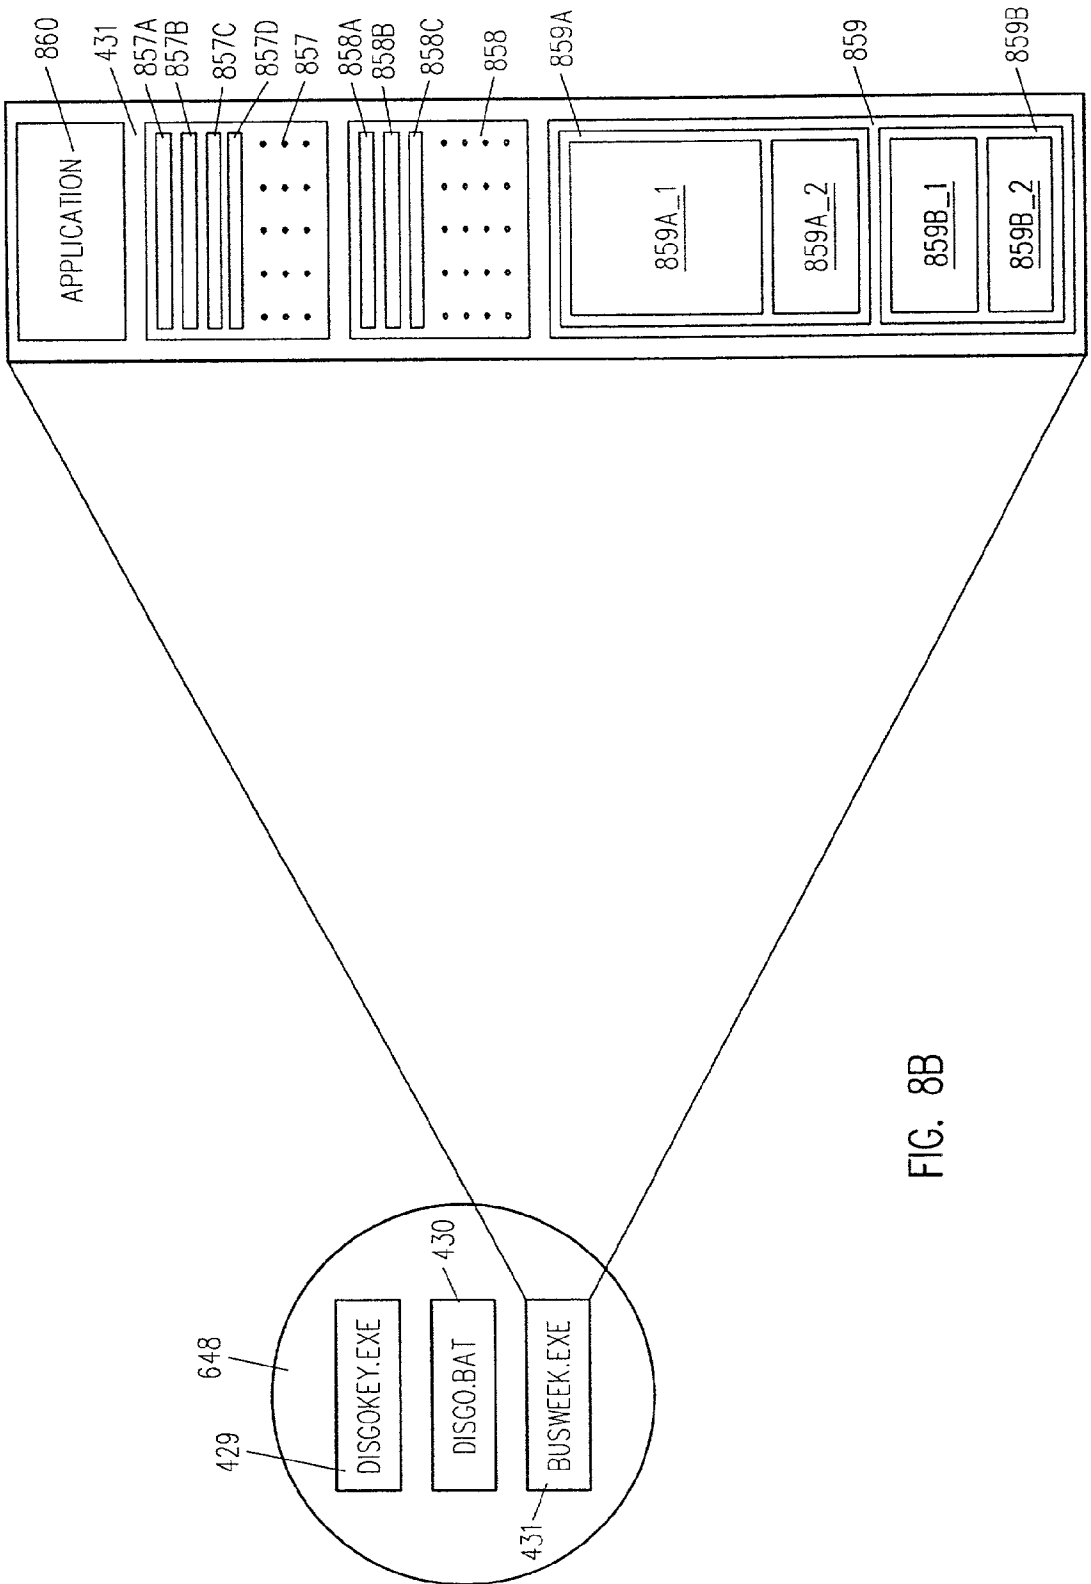 648
429
DISGOKEY.EXE
430
DISGO.BAT
431
BUSWEEK.EXE
APPLICATION
860
431
857A
857B
857C
857D
857
858A
858B
858C
858
859A
859A_1
859A_2
859
859B_1
859B_2
859B
FIG. 8B